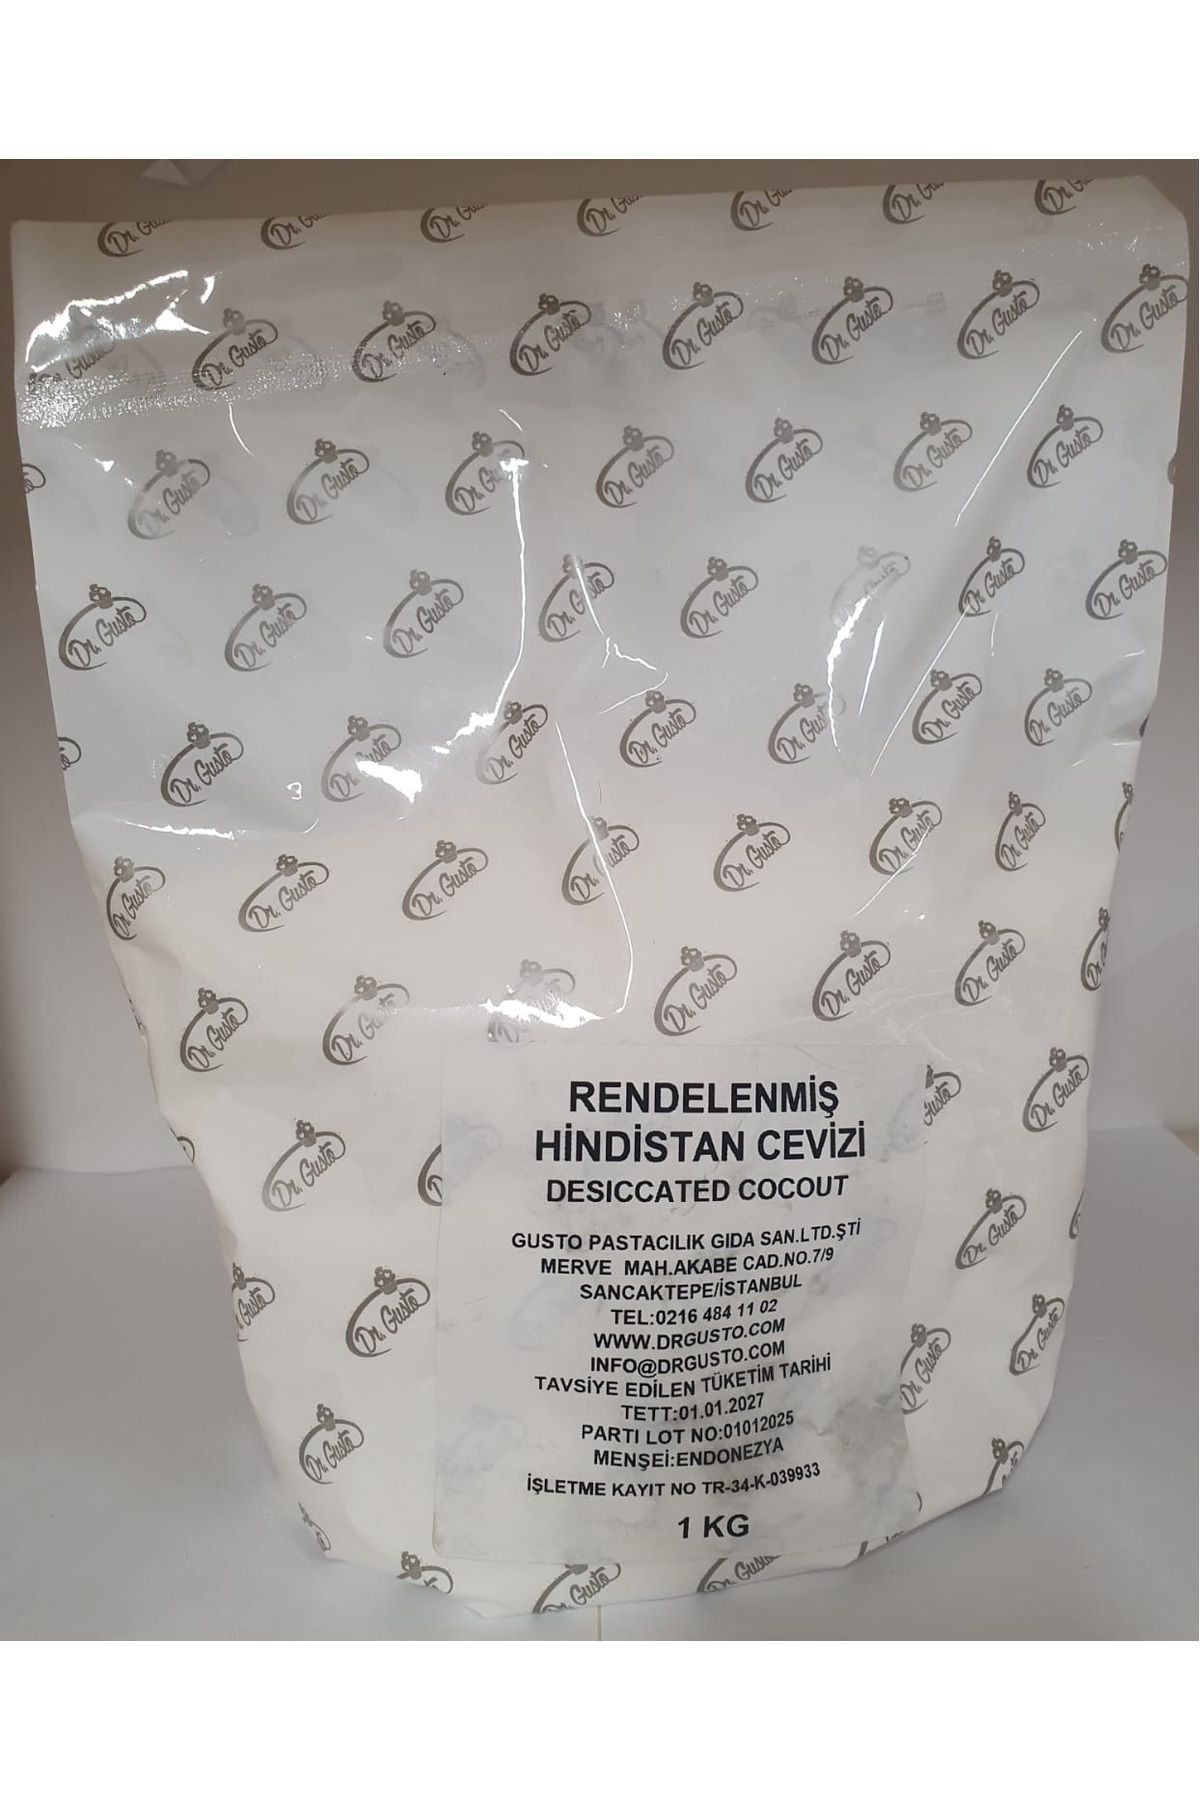 Dr. Gusto
RENDELENMİŞ
HİNDİSTAN CEVİZİ
DESICCATED COCOUT
GUSTO PASTACILIK GIDA SAN.LTD.ŞTİ
MERVE MAH.AKABE CAD.NO.7/9
SANCAKTEPE/İSTANBUL
TEL:0216 484 11 02
WWW.DRGUSTO.COM
INFO@DRGUSTO.COM
TAVSİYE EDİLEN TÜKETİM TARİHİ
TETT:01.01.2027
PARTI LOT NO:01012025
MENŞEİ:ENDONEZYA
İŞLETME KAYIT NO TR-34-K-039933
1 KG